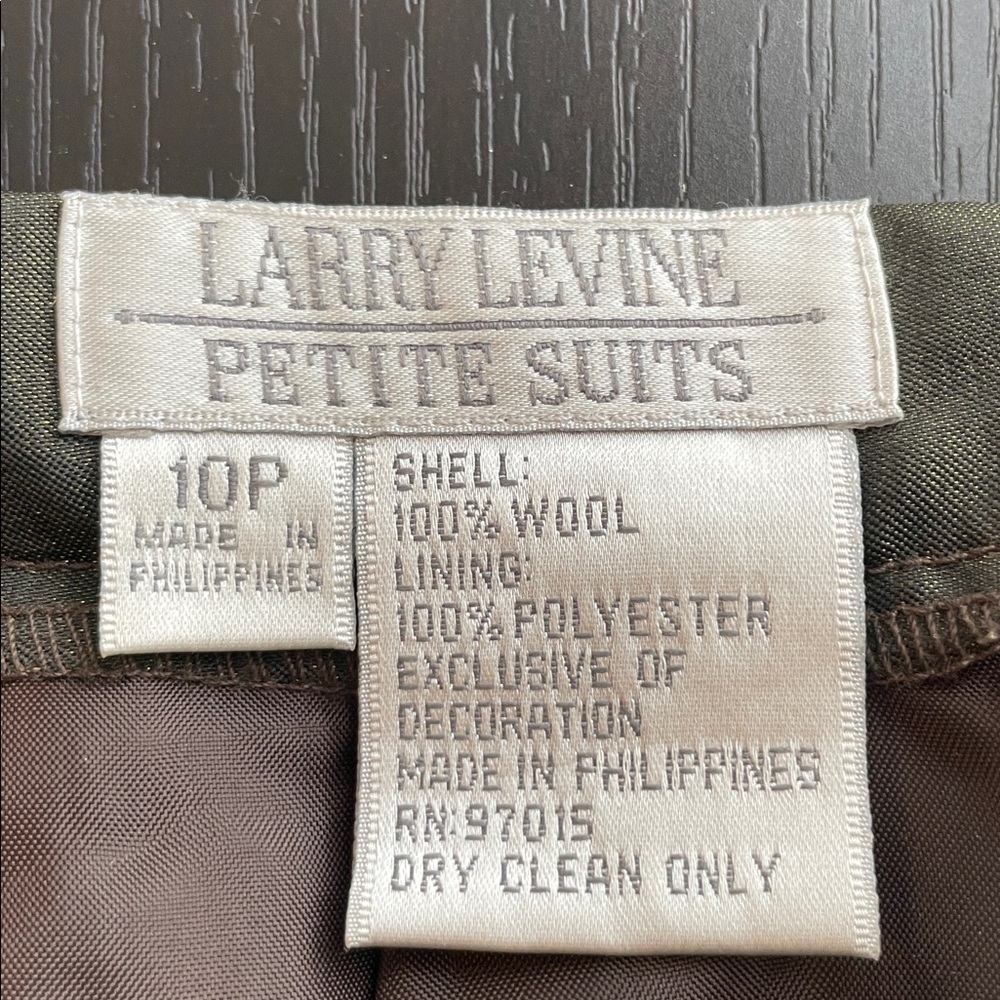 LARRY LEVINE
PETITE SUITS
10P
MADE IN
PHILIPPINES
SHELL:
100% WOOL
LINING:
100% POLYESTER
EXCLUSIVE OF
DECORATION
MADE IN PHILIPPINES
RN:97015
DRY CLEAN ONLY